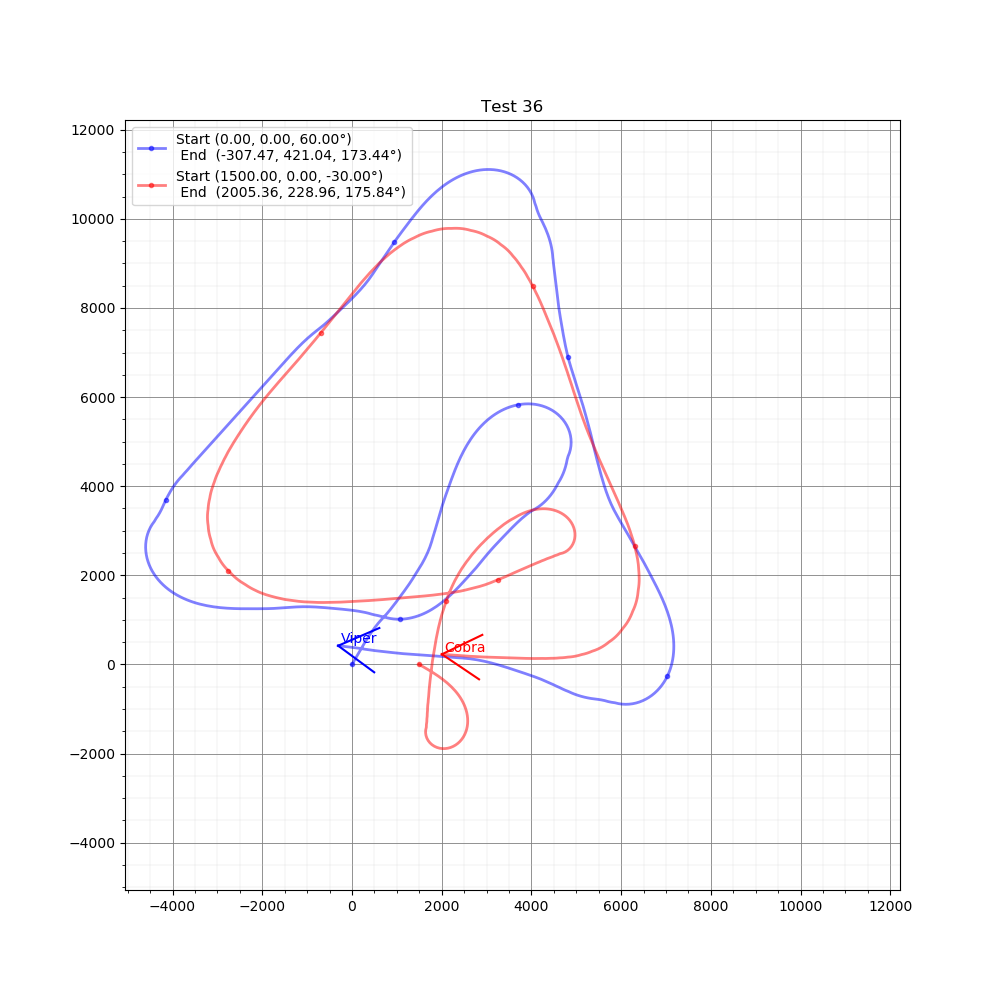 Test 36
Start (0.00, 0.00, 60.00°)
End  (-307.47, 421.04, 173.44°)
Start (1500.00, 0.00, -30.00°)
End  (2005.36, 228.96, 175.84°)
12000
10000
8000
6000
4000
2000
0
−2000
−4000
Viper
Cobra
−4000 −2000 0 2000 4000 6000 8000 10000 12000